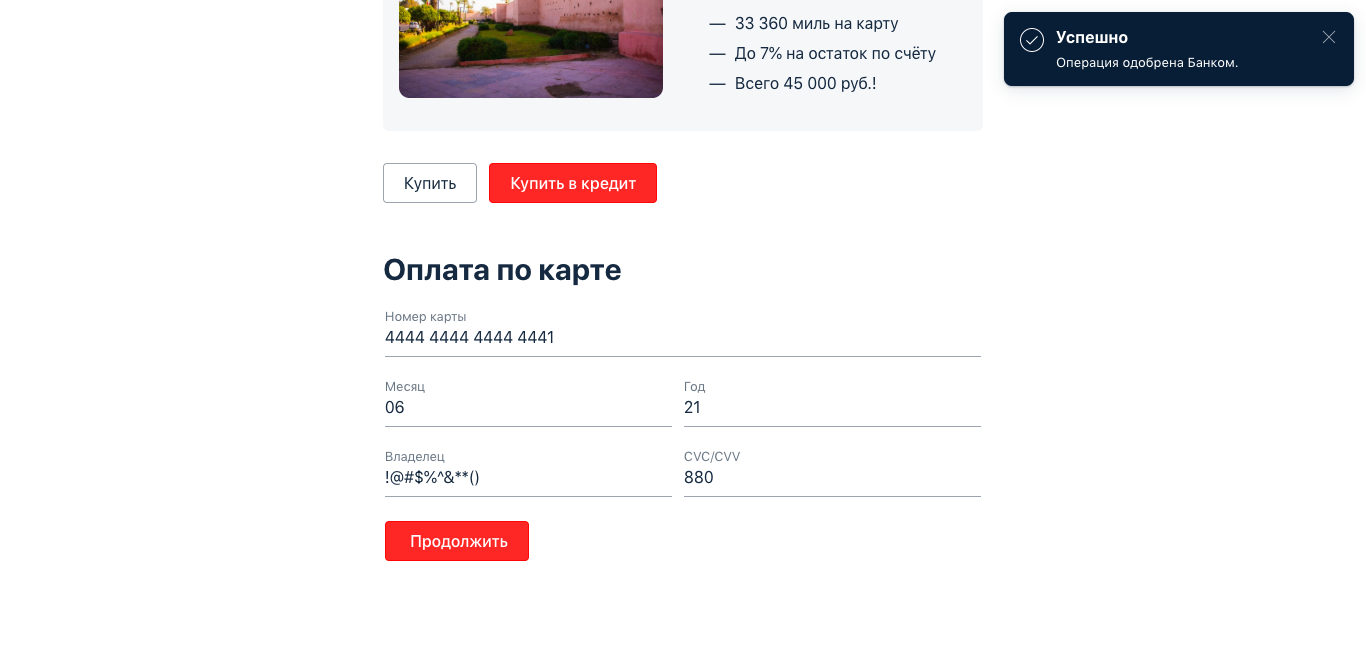 — 33 360 миль на карту
— До 7% на остаток по счёту
— Всего 45 000 руб.!
Успешно
Операция одобрена Банком.
Купить
Купить в кредит
Оплата по карте
Номер карты
4444 4444 4444 4441
Месяц
06
Год
21
Владелец
!@#$%^&**()
CVC/CVV
880
Продолжить